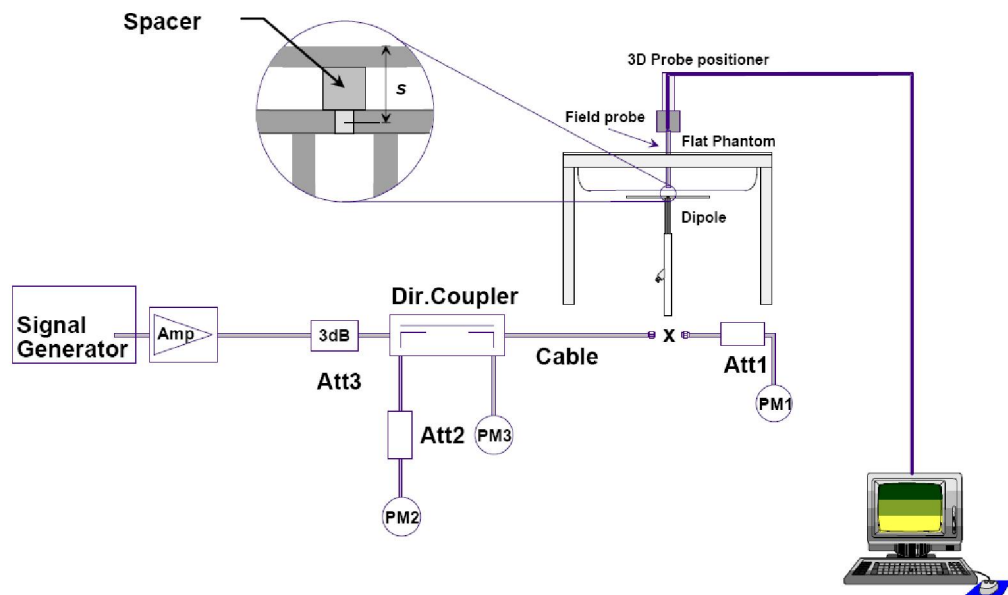 Spacer
s
3D Probe positioner
Field probe
Flat Phantom
Dipole
Signal
Generator
Amp
3dB
Att3
Dir.Coupler
Cable
x
Att1
PM1
Att2
PM3
PM2